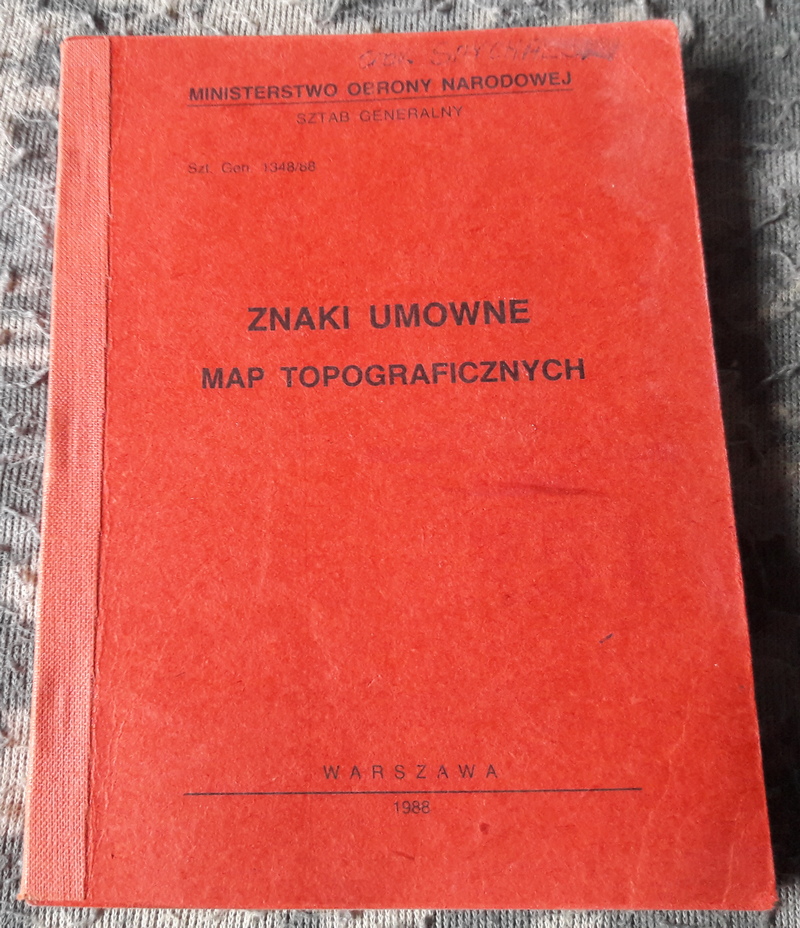 MINISTERSTWO OBRONY NARODOWEJ
SZTAB GENERALNY
Szt. Gen. 1348/88
ZNAKI UMOWNE
MAP TOPOGRAFICZNYCH
WARSZAWA
1988